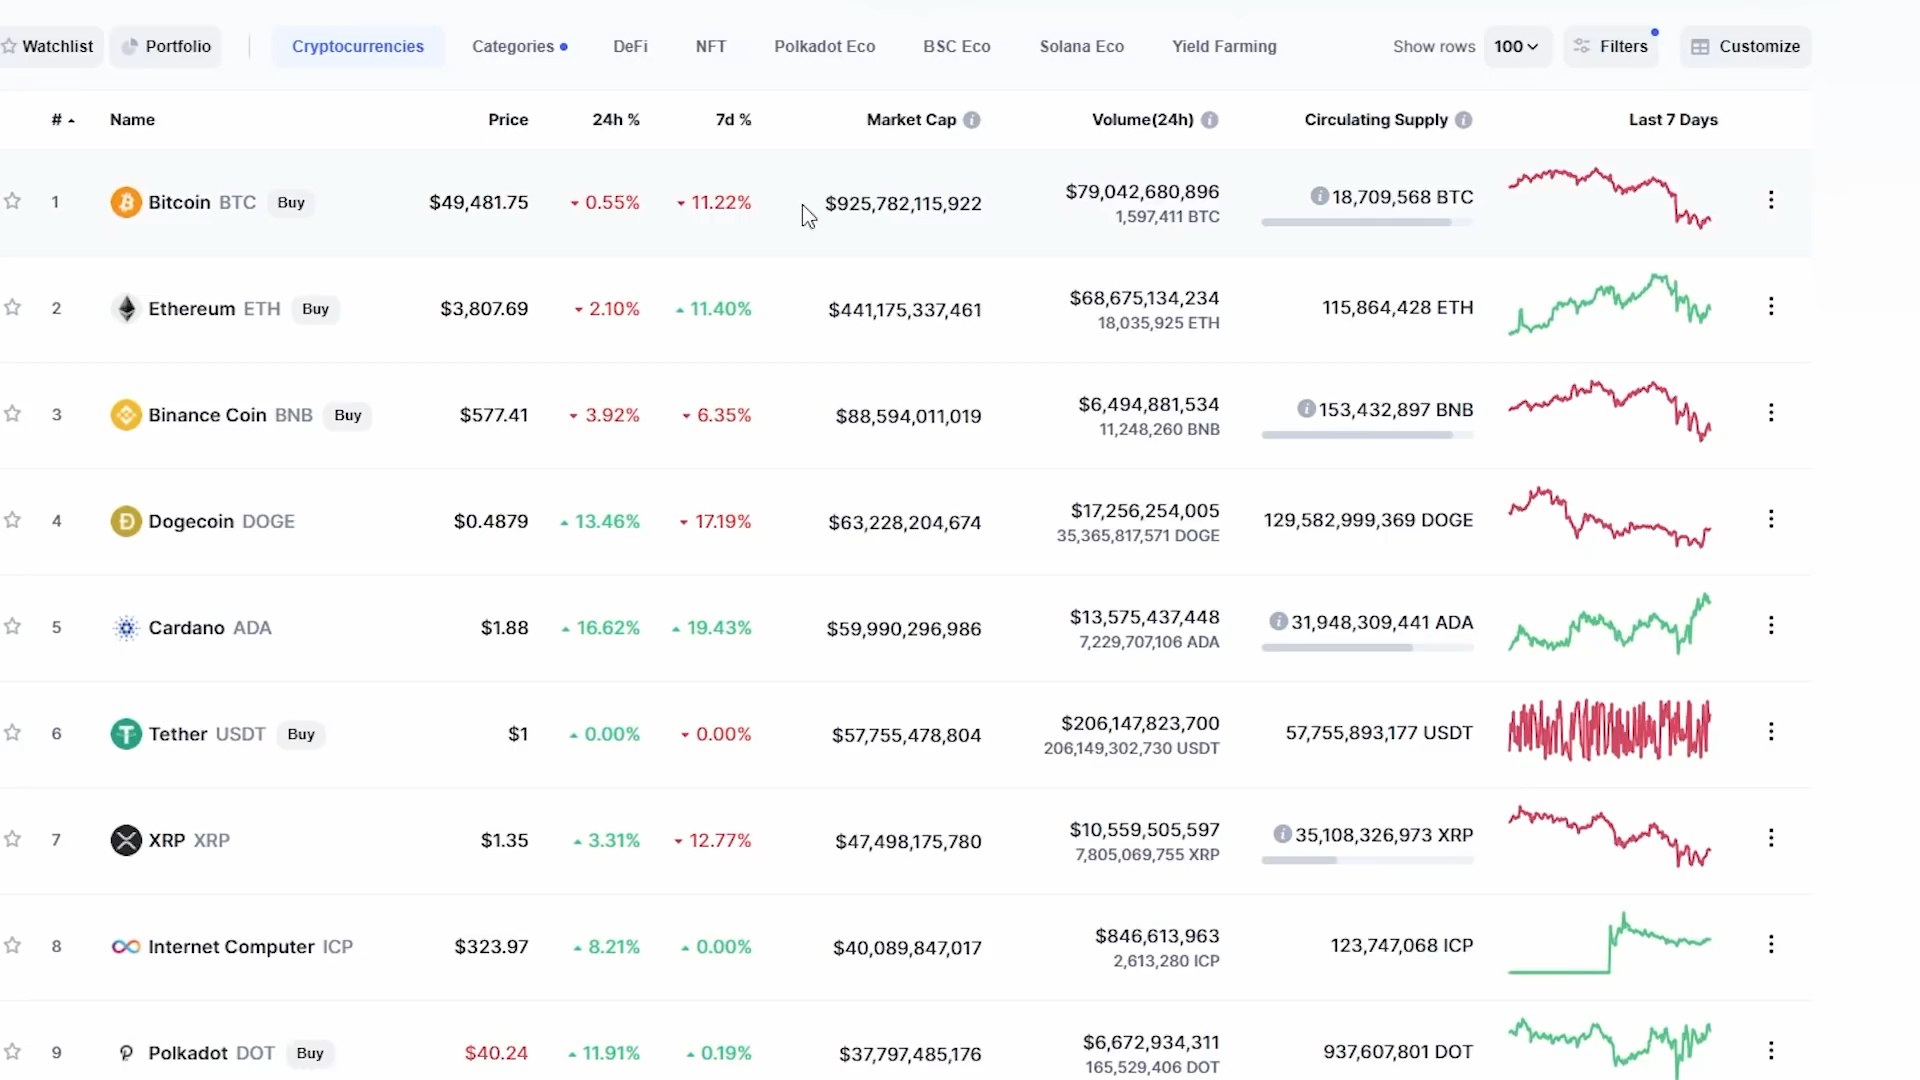 Watchlist Portfolio Cryptocurrencies Categories DeFi NFT Polkadot Eco BSC Eco Solana Eco Yield Farming Show rows 100 Filters Customize
# Name Price 24h % 7d % Market Cap Volume(24h) Circulating Supply Last 7 Days
1 Bitcoin BTC Buy $49,481.75 0.55% 11.22% $925,782,115,922 $79,042,680,896 18,709,568 BTC
1,597,411 BTC
2 Ethereum ETH Buy $3,807.69 2.10% 11.40% $441,175,337,461 $68,675,134,234 115,864,428 ETH
18,035,925 ETH
3 Binance Coin BNB Buy $577.41 3.92% 6.35% $88,594,011,019 $6,494,881,534 153,432,897 BNB
11,248,260 BNB
4 Dogecoin DOGE $0.4879 13.46% 17.19% $63,228,204,674 $17,256,254,005 129,582,999,369 DOGE
35,365,817,571 DOGE
5 Cardano ADA $1.88 16.62% 19.43% $59,990,296,986 $13,575,437,448 31,948,309,441 ADA
7,229,707,106 ADA
6 Tether USDT Buy $1 0.00% 0.00% $57,755,478,804 $206,147,823,700 57,755,893,177 USDT
206,149,302,730 USDT
7 XRP XRP $1.35 3.31% 12.77% $47,498,175,780 $10,559,505,597 35,108,326,973 XRP
7,805,069,755 XRP
8 Internet Computer ICP $323.97 8.21% 0.00% $40,089,847,017 $846,613,963 123,747,068 ICP
2,613,280 ICP
9 Polkadot DOT Buy $40.24 11.91% 0.19% $37,797,485,176 $6,672,934,311 937,607,801 DOT
165,529,406 DOT